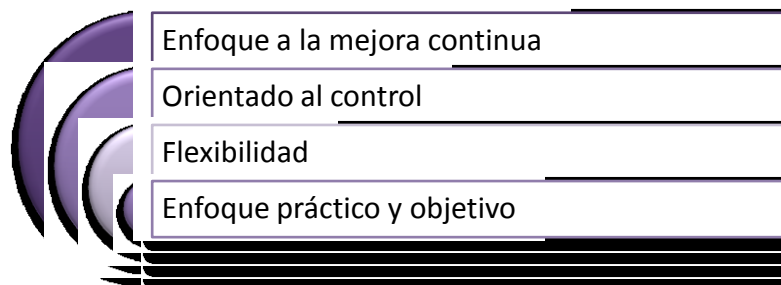 Enfoque a la mejora continua
Orientado al control
Flexibilidad
Enfoque práctico y objetivo